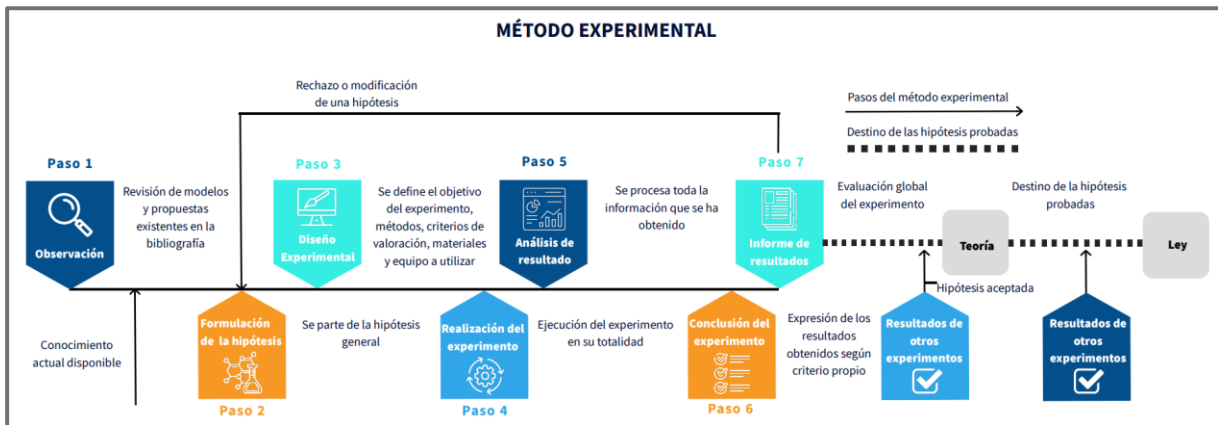 MÉTODO EXPERIMENTAL
Rechazo o modificación
de una hipótesis
Pasos del método experimental
Destino de las hipótesis probadas
Paso 1
Observación
Revisión de modelos
y propuestas
existentes en la
bibliografía
Paso 3
Diseño
Experimental
Se define el objetivo
del experimento,
métodos, criterios de
valoración, materiales
y equipo a utilizar
Paso 5
Análisis de
resultado
Se procesa toda la
información que se ha
obtenido
Paso 7
Informe de
resultados
Evaluación global
del experimento
Teoría
Destino de la hipótesis
probadas
Ley
Conocimiento
actual disponible
Formulación
de la hipótesis
Paso 2
Se parte de la hipótesis
general
Realización del
experimento
Paso 4
Ejecución del experimento
en su totalidad
Conclusión del
experimento
Paso 6
Expresión de los
resultados
obtenidos según
criterio propio
Hipótesis aceptada
Resultados de
otros
experimentos
Resultados de
otros
experimentos